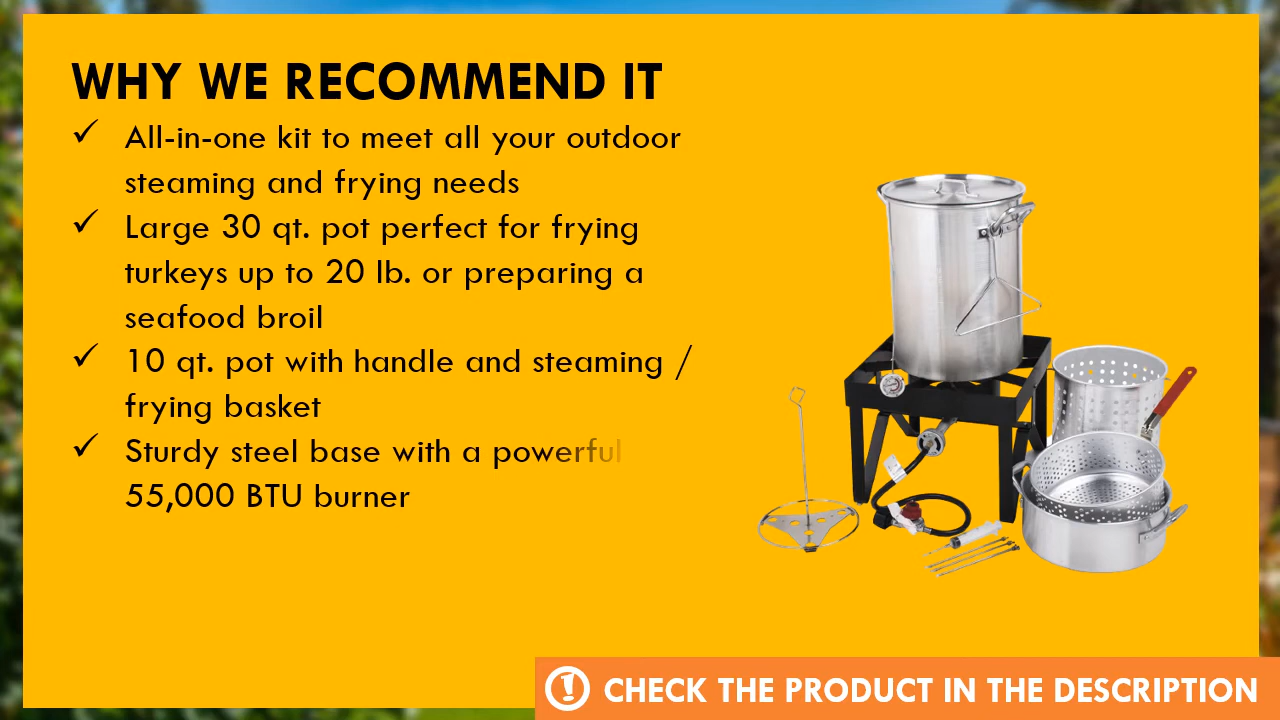 WHY WE RECOMMEND IT
✓ All-in-one kit to meet all your outdoor
steaming and frying needs
✓ Large 30 qt. pot perfect for frying
turkeys up to 20 lb. or preparing a
seafood broil
✓ 10 qt. pot with handle and steaming /
frying basket
✓ Sturdy steel base with a powerful
55,000 BTU burner
CHECK THE PRODUCT IN THE DESCRIPTION